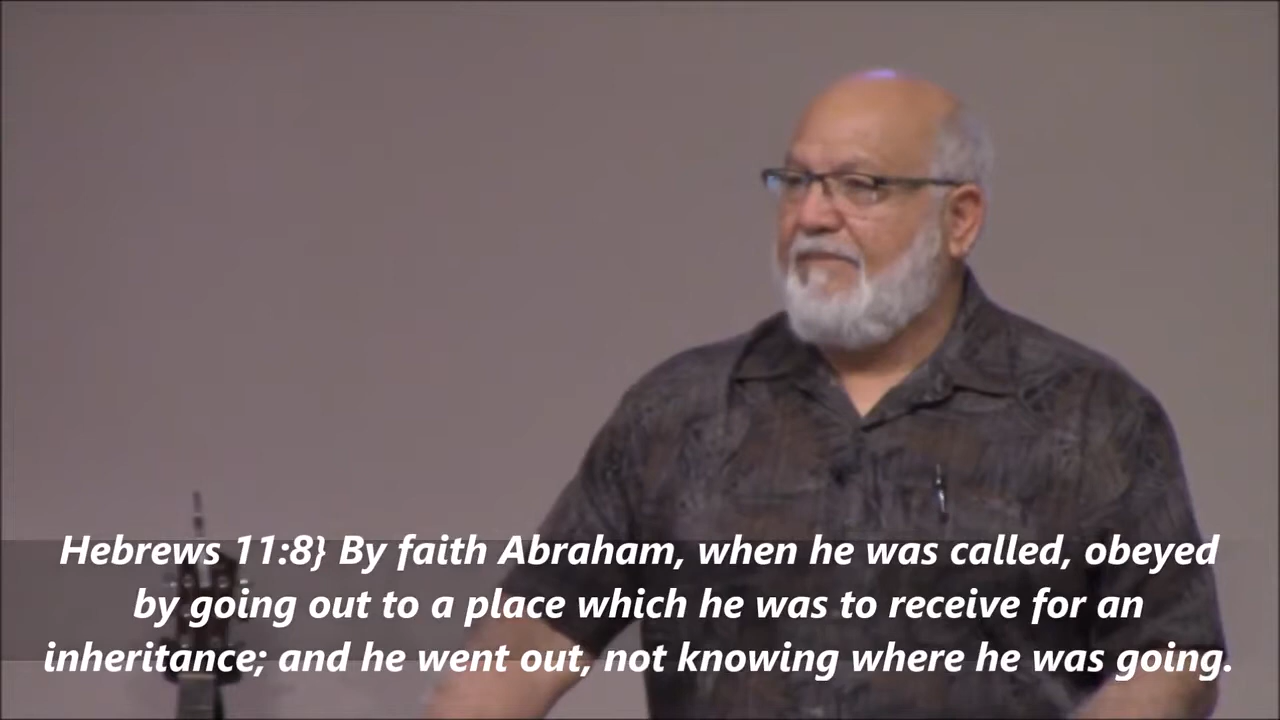 Hebrews 11:8} By faith Abraham, when he was called, obeyed
by going out to a place which he was to receive for an
inheritance; and he went out, not knowing where he was going.